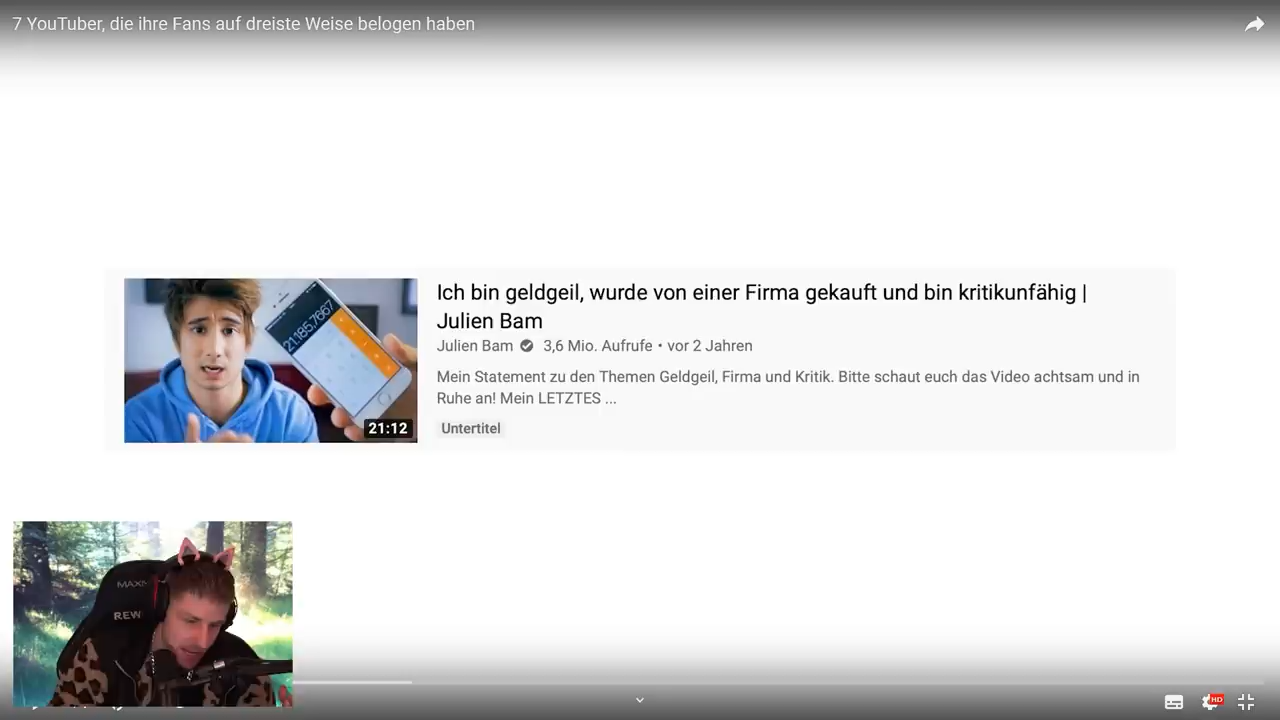 7 YouTuber, die ihre Fans auf dreiste Weise belogen haben
21.185,7667
21:12
Ich bin geldgeil, wurde von einer Firma gekauft und bin kritikunfähig |
Julien Bam
Julien Bam 3,6 Mio. Aufrufe • vor 2 Jahren
Mein Statement zu den Themen Geldgeil, Firma und Kritik. Bitte schaut euch das Video achtsam und in
Ruhe an! Mein LETZTES ...
Untertitel
REW
HD